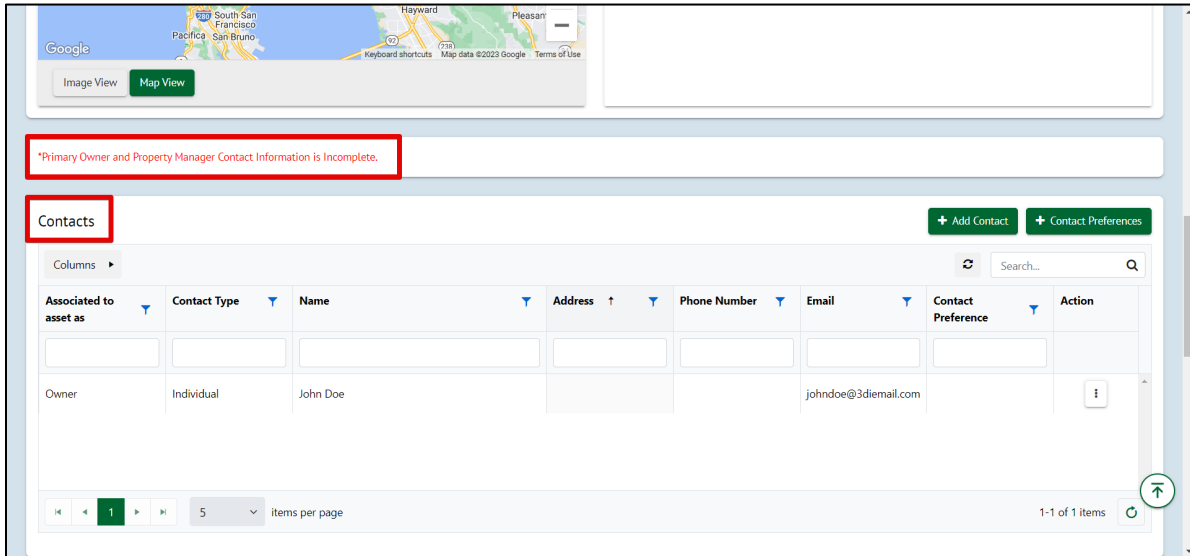 280 South San
Francisco
Pacifica San Bruno
Hayward
Pleasan
92
238
Google
Keyboard shortcuts Map data ©2023 Google Terms of Use
Image View Map View
*Primary Owner and Property Manager Contact Information is Incomplete.
Contacts
+ Add Contact + Contact Preferences
Columns
Search...
Associated to asset as Contact Type Name Address ↑ Phone Number Email Contact Preference Action
Owner Individual John Doe johndoe@3diemail.com
1 5 items per page 1-1 of 1 items